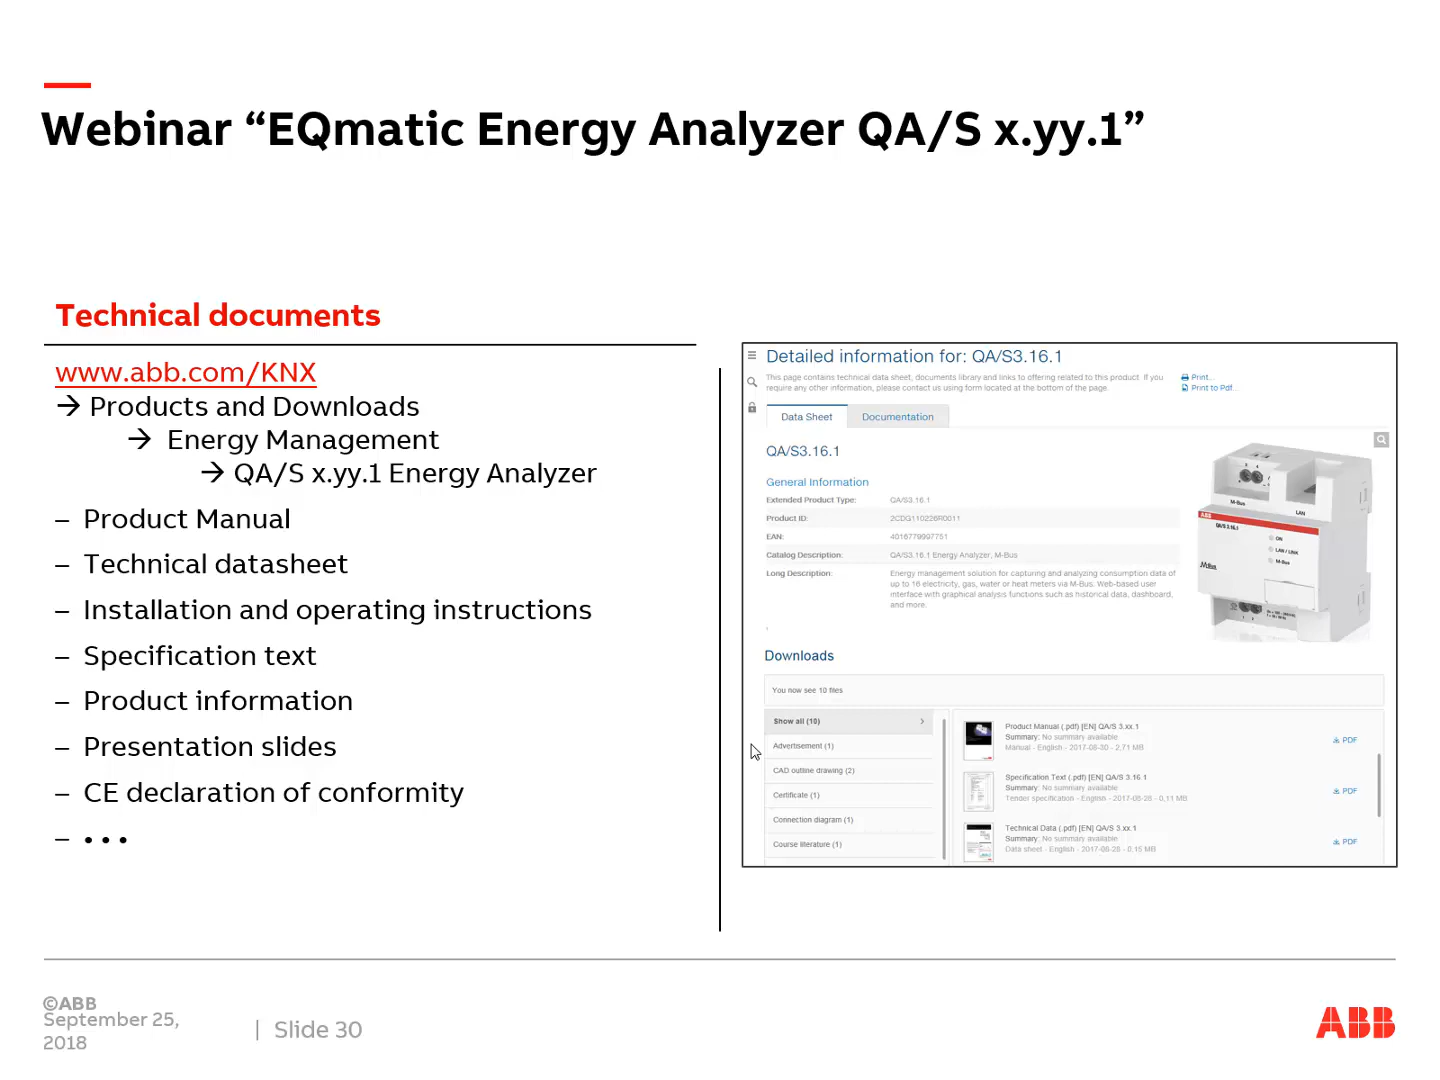 Webinar “EQmatic Energy Analyzer QA/S x.yy.1”
Technical documents
www.abb.com/KNX
→ Products and Downloads
→ Energy Management
→ QA/S x.yy.1 Energy Analyzer
– Product Manual
– Technical datasheet
– Installation and operating instructions
– Specification text
– Product information
– Presentation slides
– CE declaration of conformity
– • • •
Detailed information for: QA/S3.16.1
This page contains technical data sheet, documents library and links to offering related to this product. If you
require any other information, please contact us using form located at the bottom of the page.
Print...
Print to Pdf...
Data Sheet
Documentation
QA/S3.16.1
General Information
Extended Product Type: QA/S3.16.1
Product ID: 2CDG110226R0011
EAN: 4016779997751
Catalog Description: QA/S3.16.1 Energy Analyzer, M-Bus
Long Description: Energy management solution for capturing and analyzing consumption data of
up to 16 electricity, gas, water or heat meters via M-Bus. Web-based user
interface with graphical analysis functions such as historical data, dashboard,
and more.
M-Bus
LAN
ABB
QA/S 3.16.1
ON
LAN / LINK
M-Bus
Downloads
You now see 10 files
Show all (10)
Advertisement (1)
CAD outline drawing (2)
Certificate (1)
Connection diagram (1)
Course literature (1)
Product Manual (.pdf) [EN] QA/S 3.xx.1
Summary: No summary available
Manual - English - 2017-08-30 - 2,71 MB
PDF
Specification Text (.pdf) [EN] QA/S 3.16.1
Summary: No summary available
Tender specification - English - 2017-08-28 - 0,11 MB
PDF
Technical Data (.pdf) [EN] QA/S 3.xx.1
Summary: No summary available
Data sheet - English - 2017-08-28 - 0,15 MB
PDF
©ABB
September 25,
2018
| Slide 30
ABB